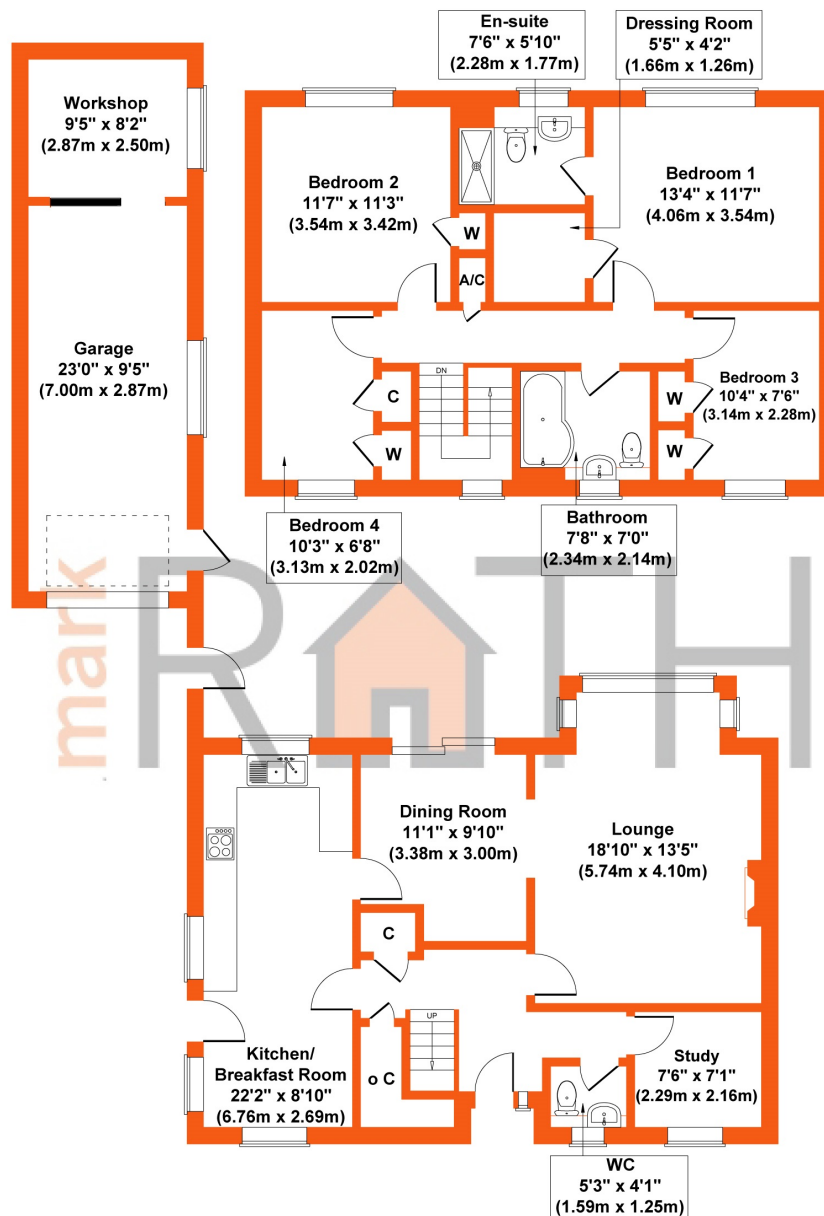 En-suite
7'6" x 5'10"
(2.28m x 1.77m)
Dressing Room
5'5" x 4'2"
(1.66m x 1.26m)
Workshop
9'5" x 8'2"
(2.87m x 2.50m)
Bedroom 2
11'7" x 11'3"
(3.54m x 3.42m)
Bedroom 1
13'4" x 11'7"
(4.06m x 3.54m)
W
A/C
Garage
23'0" x 9'5"
(7.00m x 2.87m)
DN
C
W
W
W
Bedroom 3
10'4" x 7'6"
(3.14m x 2.28m)
Bedroom 4
10'3" x 6'8"
(3.13m x 2.02m)
Bathroom
7'8" x 7'0"
(2.34m x 2.14m)
mark
R TH
Dining Room
11'1" x 9'10"
(3.38m x 3.00m)
Lounge
18'10" x 13'5"
(5.74m x 4.10m)
C
UP
o C
Kitchen/
Breakfast Room
22'2" x 8'10"
(6.76m x 2.69m)
Study
7'6" x 7'1"
(2.29m x 2.16m)
WC
5'3" x 4'1"
(1.59m x 1.25m)